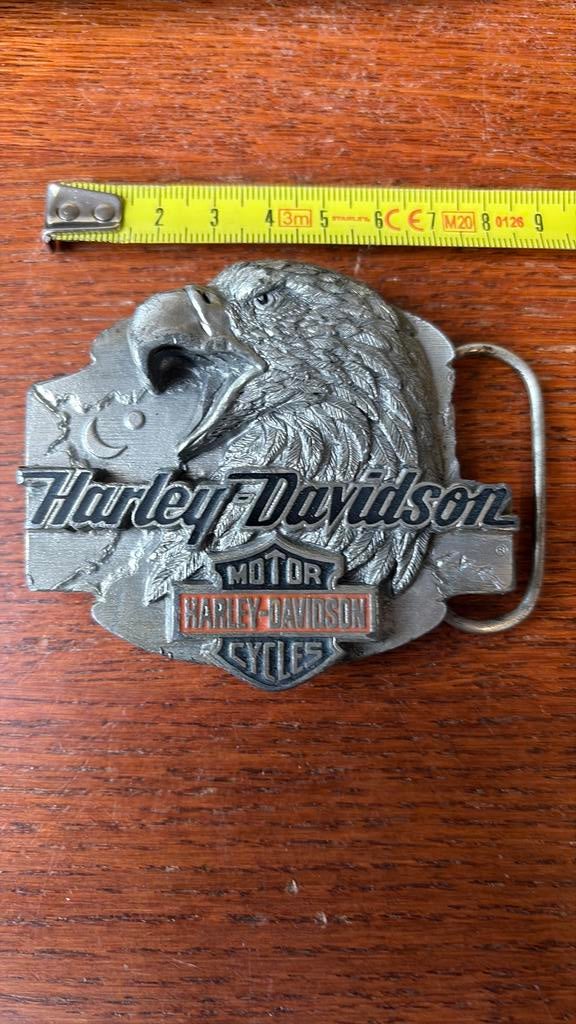 2 3 4 3m 5 STANLEY 6 CE 7 M20 8 0126 9
Harley-Davidson
®
MOTOR
HARLEY-DAVIDSON
CYCLES